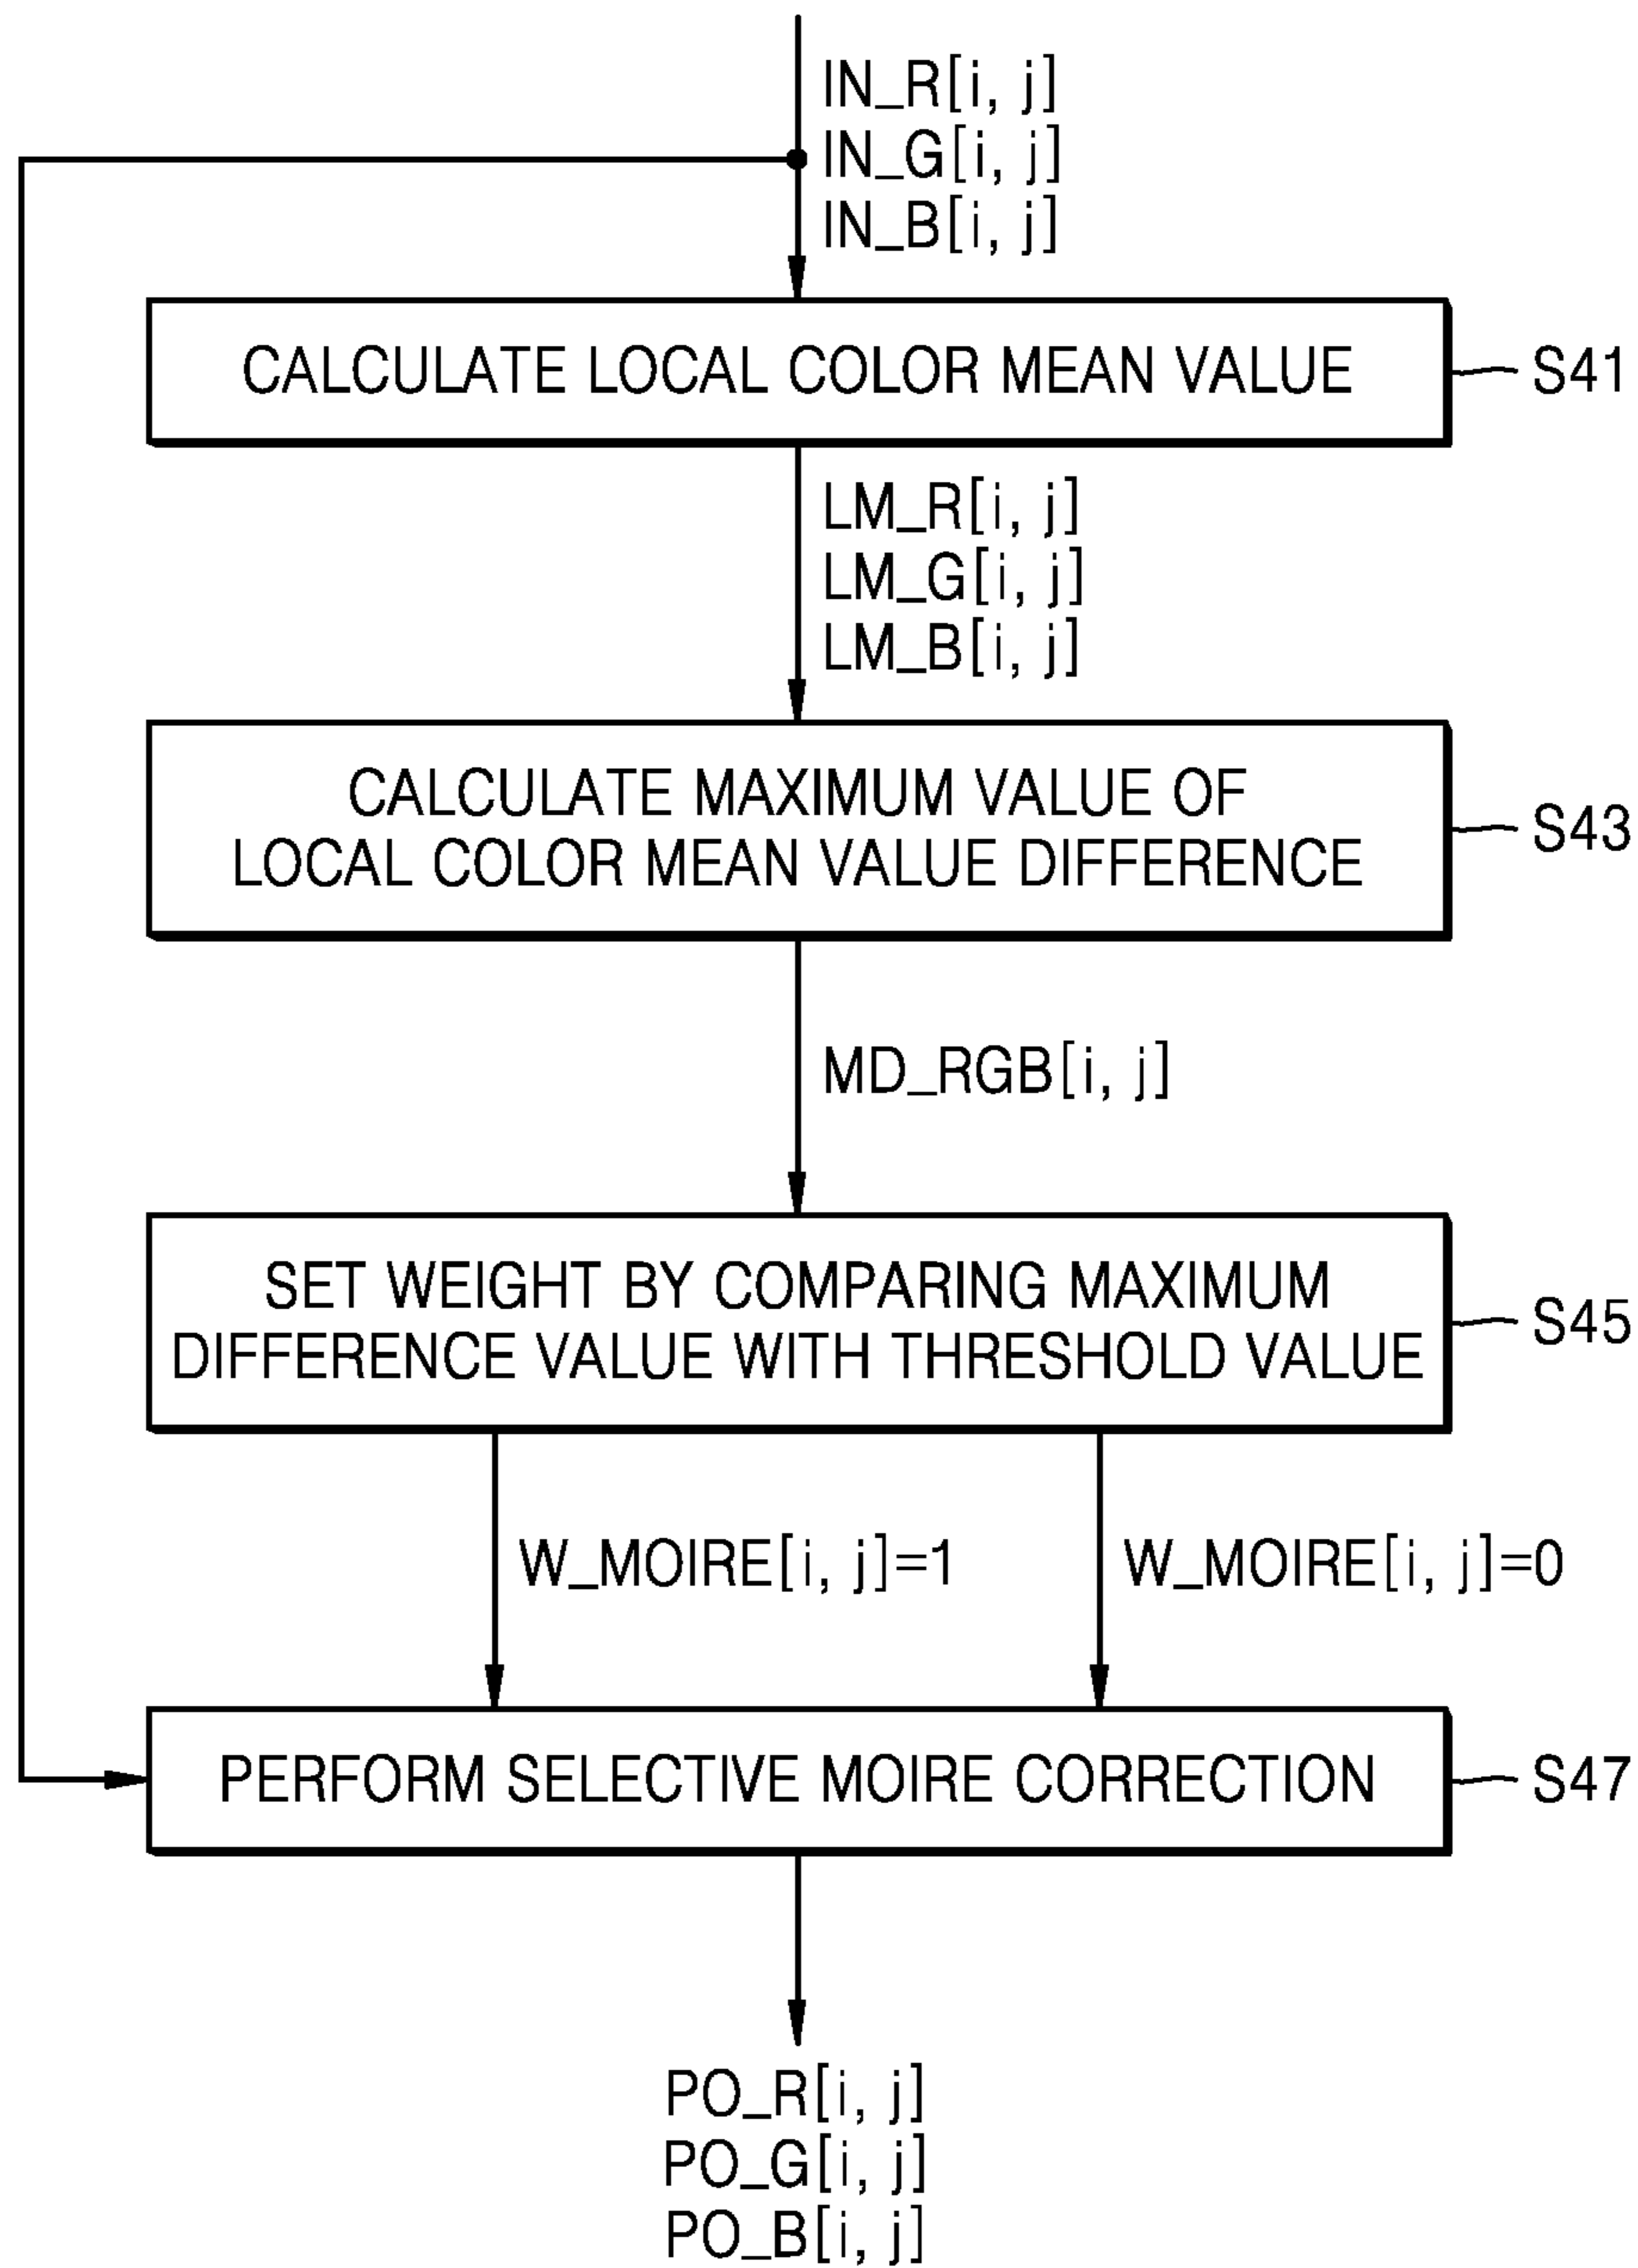 IN_R[i, j]
IN_G[i, j]
IN_B[i, j]
CALCULATE LOCAL COLOR MEAN VALUE
S41
LM_R[i, j]
LM_G[i, j]
LM_B[i, j]
CALCULATE MAXIMUM VALUE OF
LOCAL COLOR MEAN VALUE DIFFERENCE
S43
MD_RGB[i, j]
SET WEIGHT BY COMPARING MAXIMUM
DIFFERENCE VALUE WITH THRESHOLD VALUE
S45
W_MOIRE[i, j]=1
W_MOIRE[i, j]=0
PERFORM SELECTIVE MOIRE CORRECTION
S47
PO_R[i, j]
PO_G[i, j]
PO_B[i, j]